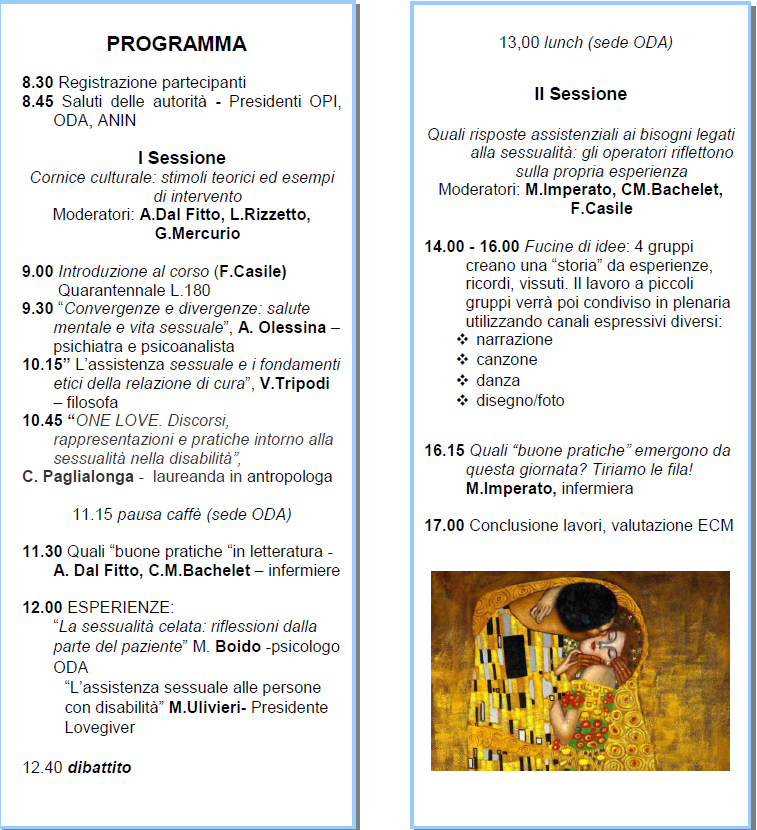 PROGRAMMA
8.30 Registrazione partecipanti
8.45 Saluti delle autorità - Presidenti OPI,
ODA, ANIN
I Sessione
Cornice culturale: stimoli teorici ed esempi
di intervento
Moderatori: A.Dal Fitto, L.Rizzetto,
G.Mercurio
9.00 Introduzione al corso (F.Casile)
Quarantennale L.180
9.30 “Convergenze e divergenze: salute
mentale e vita sessuale”, A. Olessina –
psichiatra e psicoanalista
10.15” L’assistenza sessuale e i fondamenti
etici della relazione di cura”, V.Tripodi
– filosofa
10.45 “ONE LOVE. Discorsi,
rappresentazioni e pratiche intorno alla
sessualità nella disabilità”,
C. Paglialonga - laureanda in antropologa
11.15 pausa caffè (sede ODA)
11.30 Quali “buone pratiche “in letteratura -
A. Dal Fitto, C.M.Bachelet – infermiere
12.00 ESPERIENZE:
“La sessualità celata: riflessioni dalla
parte del paziente” M. Boido -psicologo
ODA
“L’assistenza sessuale alle persone
con disabilità” M.Ulivieri- Presidente
Lovegiver
12.40 dibattito
13,00 lunch (sede ODA)
II Sessione
Quali risposte assistenziali ai bisogni legati
alla sessualità: gli operatori riflettono
sulla propria esperienza
Moderatori: M.Imperato, CM.Bachelet,
F.Casile
14.00 - 16.00 Fucine di idee: 4 gruppi
creano una “storia” da esperienze,
ricordi, vissuti. Il lavoro a piccoli
gruppi verrà poi condiviso in plenaria
utilizzando canali espressivi diversi:
❖ narrazione
❖ canzone
❖ danza
❖ disegno/foto
16.15 Quali “buone pratiche” emergono da
questa giornata? Tiriamo le fila!
M.Imperato, infermiera
17.00 Conclusione lavori, valutazione ECM